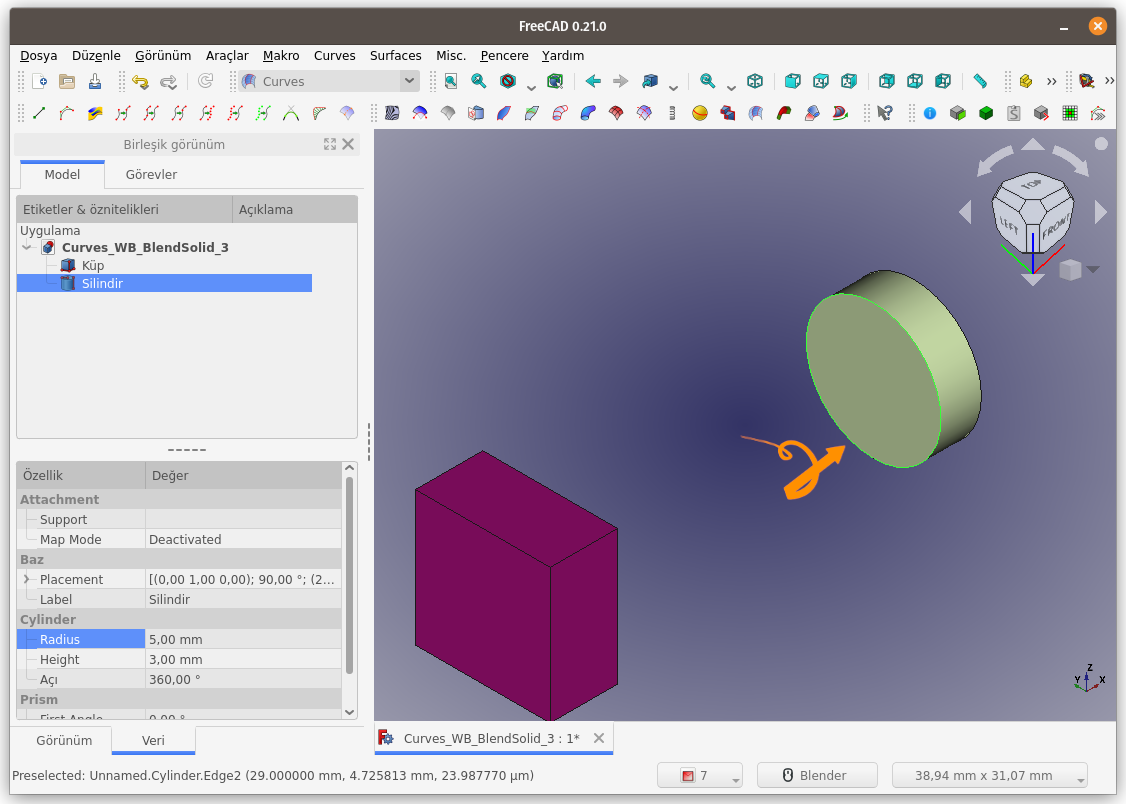 FreeCAD 0.21.0
Dosya Düzenle Görünüm Araçlar Makro Curves Surfaces Misc. Pencere Yardım
Curves
Birleşik görünüm
Model Görevler
Etiketler & öznitelikleri Açıklama
Uygulama
Curves_WB_BlendSolid_3
Küp
Silindir
TOP
LEFT FRONT
Özellik Değer
Attachment
Support
Map Mode Deactivated
Baz
Placement [(0,00 1,00 0,00); 90,00 °; (2...
Label Silindir
Cylinder
Radius 5,00 mm
Height 3,00 mm
Açı 360,00 °
Prism
First Angle 0,00 °
Z
Y X
Görünüm Veri
Curves_WB_BlendSolid_3 : 1*
Preselected: Unnamed.Cylinder.Edge2 (29.000000 mm, 4.725813 mm, 23.987770 µm)
7 Blender 38,94 mm x 31,07 mm